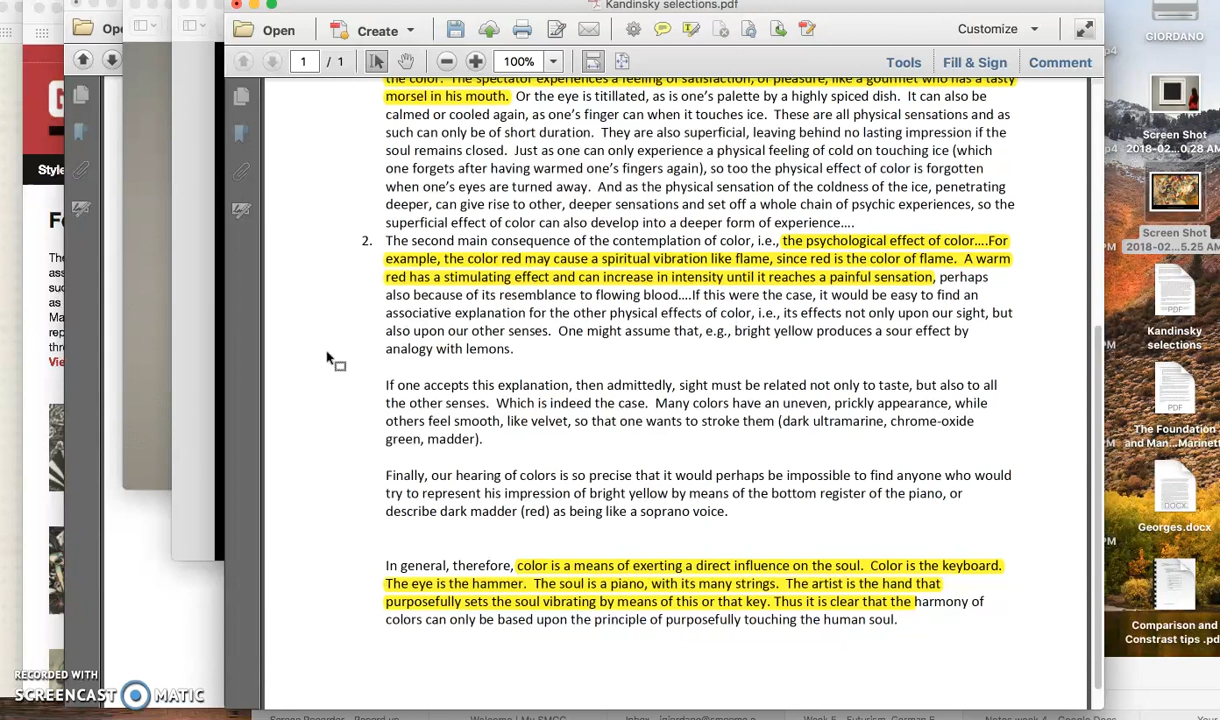 Kandinsky selections.pdf
Open
Create
Customize
1 / 1
100%
Tools
Fill & Sign
Comment
the color. The spectator experiences a feeling of satisfaction, of pleasure, like a gourmet who has a tasty
morsel in his mouth. Or the eye is titillated, as is one's palette by a highly spiced dish. It can also be
calmed or cooled again, as one's finger can when it touches ice. These are all physical sensations and as
such can only be of short duration. They are also superficial, leaving behind no lasting impression if the
soul remains closed. Just as one can only experience a physical feeling of cold on touching ice (which
one forgets after having warmed one's fingers again), so too the physical effect of color is forgotten
when one's eyes are turned away. And as the physical sensation of the coldness of the ice, penetrating
deeper, can give rise to other, deeper sensations and set off a whole chain of psychic experiences, so the
superficial effect of color can also develop into a deeper form of experience....
2. The second main consequence of the contemplation of color, i.e., the psychological effect of color....For
example, the color red may cause a spiritual vibration like flame, since red is the color of flame. A warm
red has a stimulating effect and can increase in intensity until it reaches a painful sensation, perhaps
also because of its resemblance to flowing blood....If this were the case, it would be easy to find an
associative explanation for the other physical effects of color, i.e., its effects not only upon our sight, but
also upon our other senses. One might assume that, e.g., bright yellow produces a sour effect by
analogy with lemons.
If one accepts this explanation, then admittedly, sight must be related not only to taste, but also to all
the other senses. Which is indeed the case. Many colors have an uneven, prickly appearance, while
others feel smooth, like velvet, so that one wants to stroke them (dark ultramarine, chrome-oxide
green, madder).
Finally, our hearing of colors is so precise that it would perhaps be impossible to find anyone who would
try to represent his impression of bright yellow by means of the bottom register of the piano, or
describe dark madder (red) as being like a soprano voice.
In general, therefore, color is a means of exerting a direct influence on the soul. Color is the keyboard.
The eye is the hammer. The soul is a piano, with its many strings. The artist is the hand that
purposefully sets the soul vibrating by means of this or that key. Thus it is clear that the harmony of
colors can only be based upon the principle of purposefully touching the human soul.
GIORDANO
Screen Shot
2018-02...0.28 AM
Screen Shot
2018-02...5.25 AM
PDF
Kandinsky
selections
PDF
The Foundation
and Man...Marinett
DOCX
Georges.docx
Comparison and
Constrast tips .pd
Style
The
Vie
RECORDED WITH
SCREENCAST MATIC